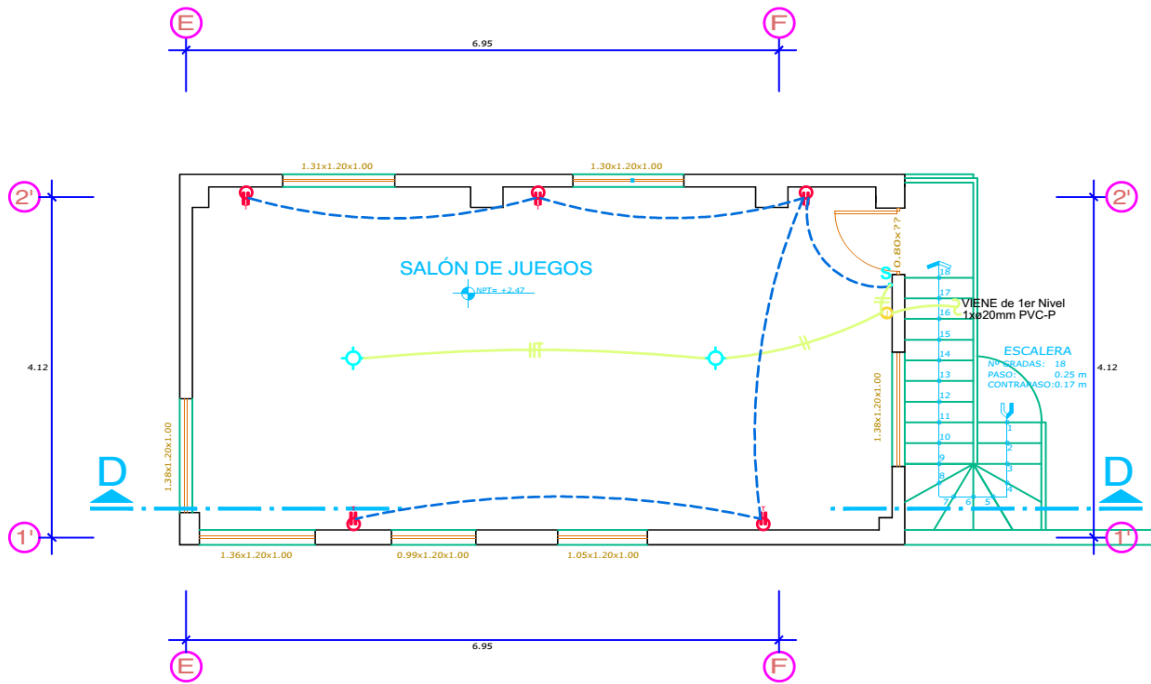 E
F
6.95
1.31x1.20x1.00
1.30x1.20x1.00
2'
2'
0.80x??
SALÓN DE JUEGOS
NPT= +2.47
S
18
17
16
15
14
13
12
11
10
9
8
7
6
5
4
3
2
1
VIENE de 1er Nivel
1xø20mm PVC-P
ESCALERA
Nº GRADAS: 18
PASO: 0.25 m
CONTRAPASO:0.17 m
4.12
4.12
1.38x1.20x1.00
1.38x1.20x1.00
D
D
1'
1'
1.36x1.20x1.00
0.99x1.20x1.00
1.05x1.20x1.00
6.95
E
F